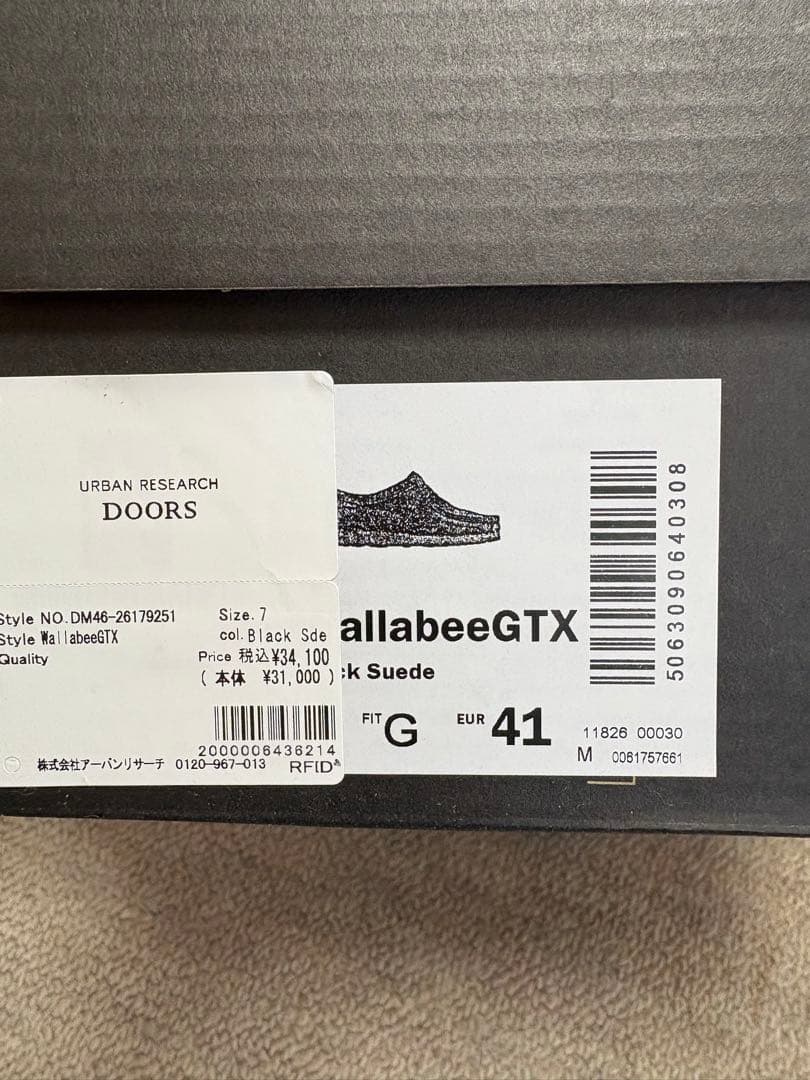 URBAN RESEARCH
DOORS
Style NO.DM46-26179251
Size.7
Style WallabeeGTX
col.Black Sde
Quality
Price 税込¥34,100
( 本体 ¥31,000 )
2000006436214
株式会社アーバンリサーチ 0120-967-013 RFID
allabeeGTX
ck Suede
FIT G EUR 41
11826 00030
M 0061757661
5063090640308